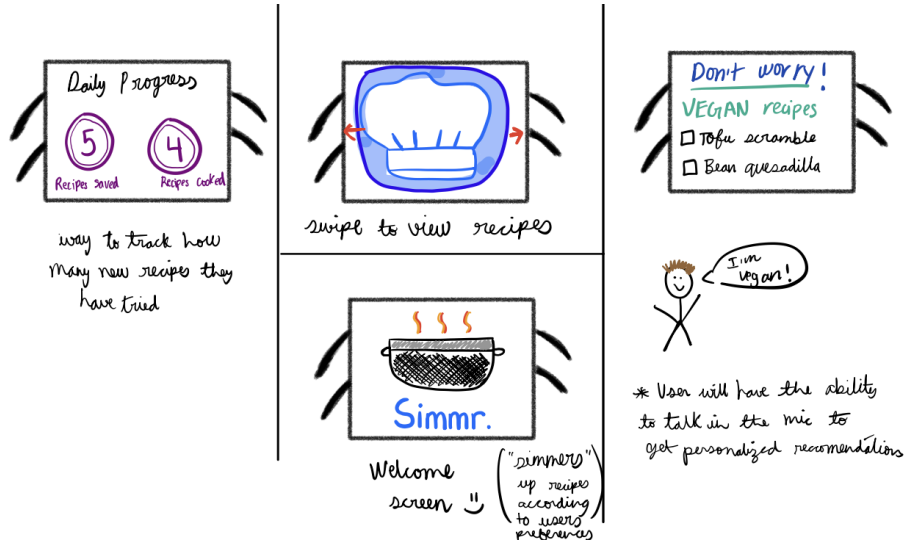 Daily Progress
5
4
Recipes saved
Recipes cooked
way to track how
many new recipes they
have tried
swipe to view recipes
Simmr.
Welcome
screen
("simmers"
up recipes
according
to users
preferences)
Don't worry!
VEGAN recipes
Tofu scramble
Bean quesadilla
I'm
vegan!
* User will have the ability
to talk in the mic to
get personalized recomendations